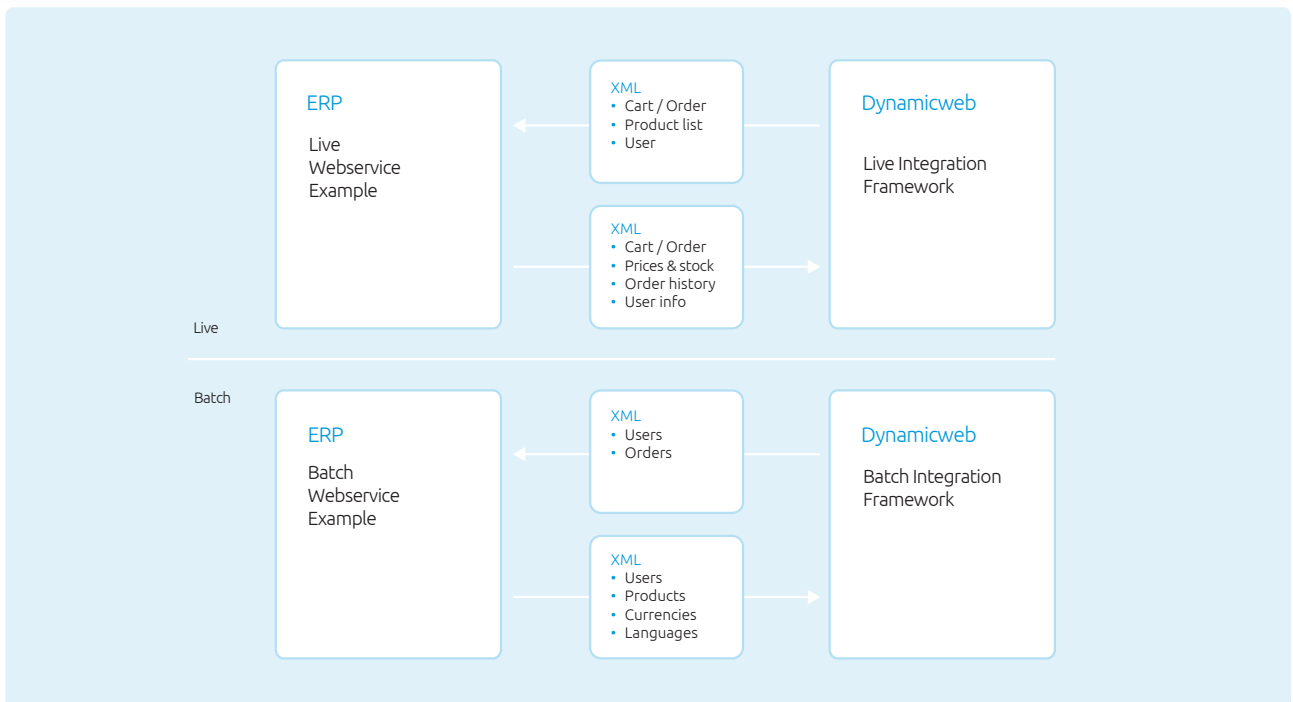 ERP
Live
Webservice
Example
XML
• Cart / Order
• Product list
• User
XML
• Cart / Order
• Prices & stock
• Order history
• User info
Dynamicweb
Live Integration
Framework
Live
Batch
ERP
Batch
Webservice
Example
XML
• Users
• Orders
XML
• Users
• Products
• Currencies
• Languages
Dynamicweb
Batch Integration
Framework